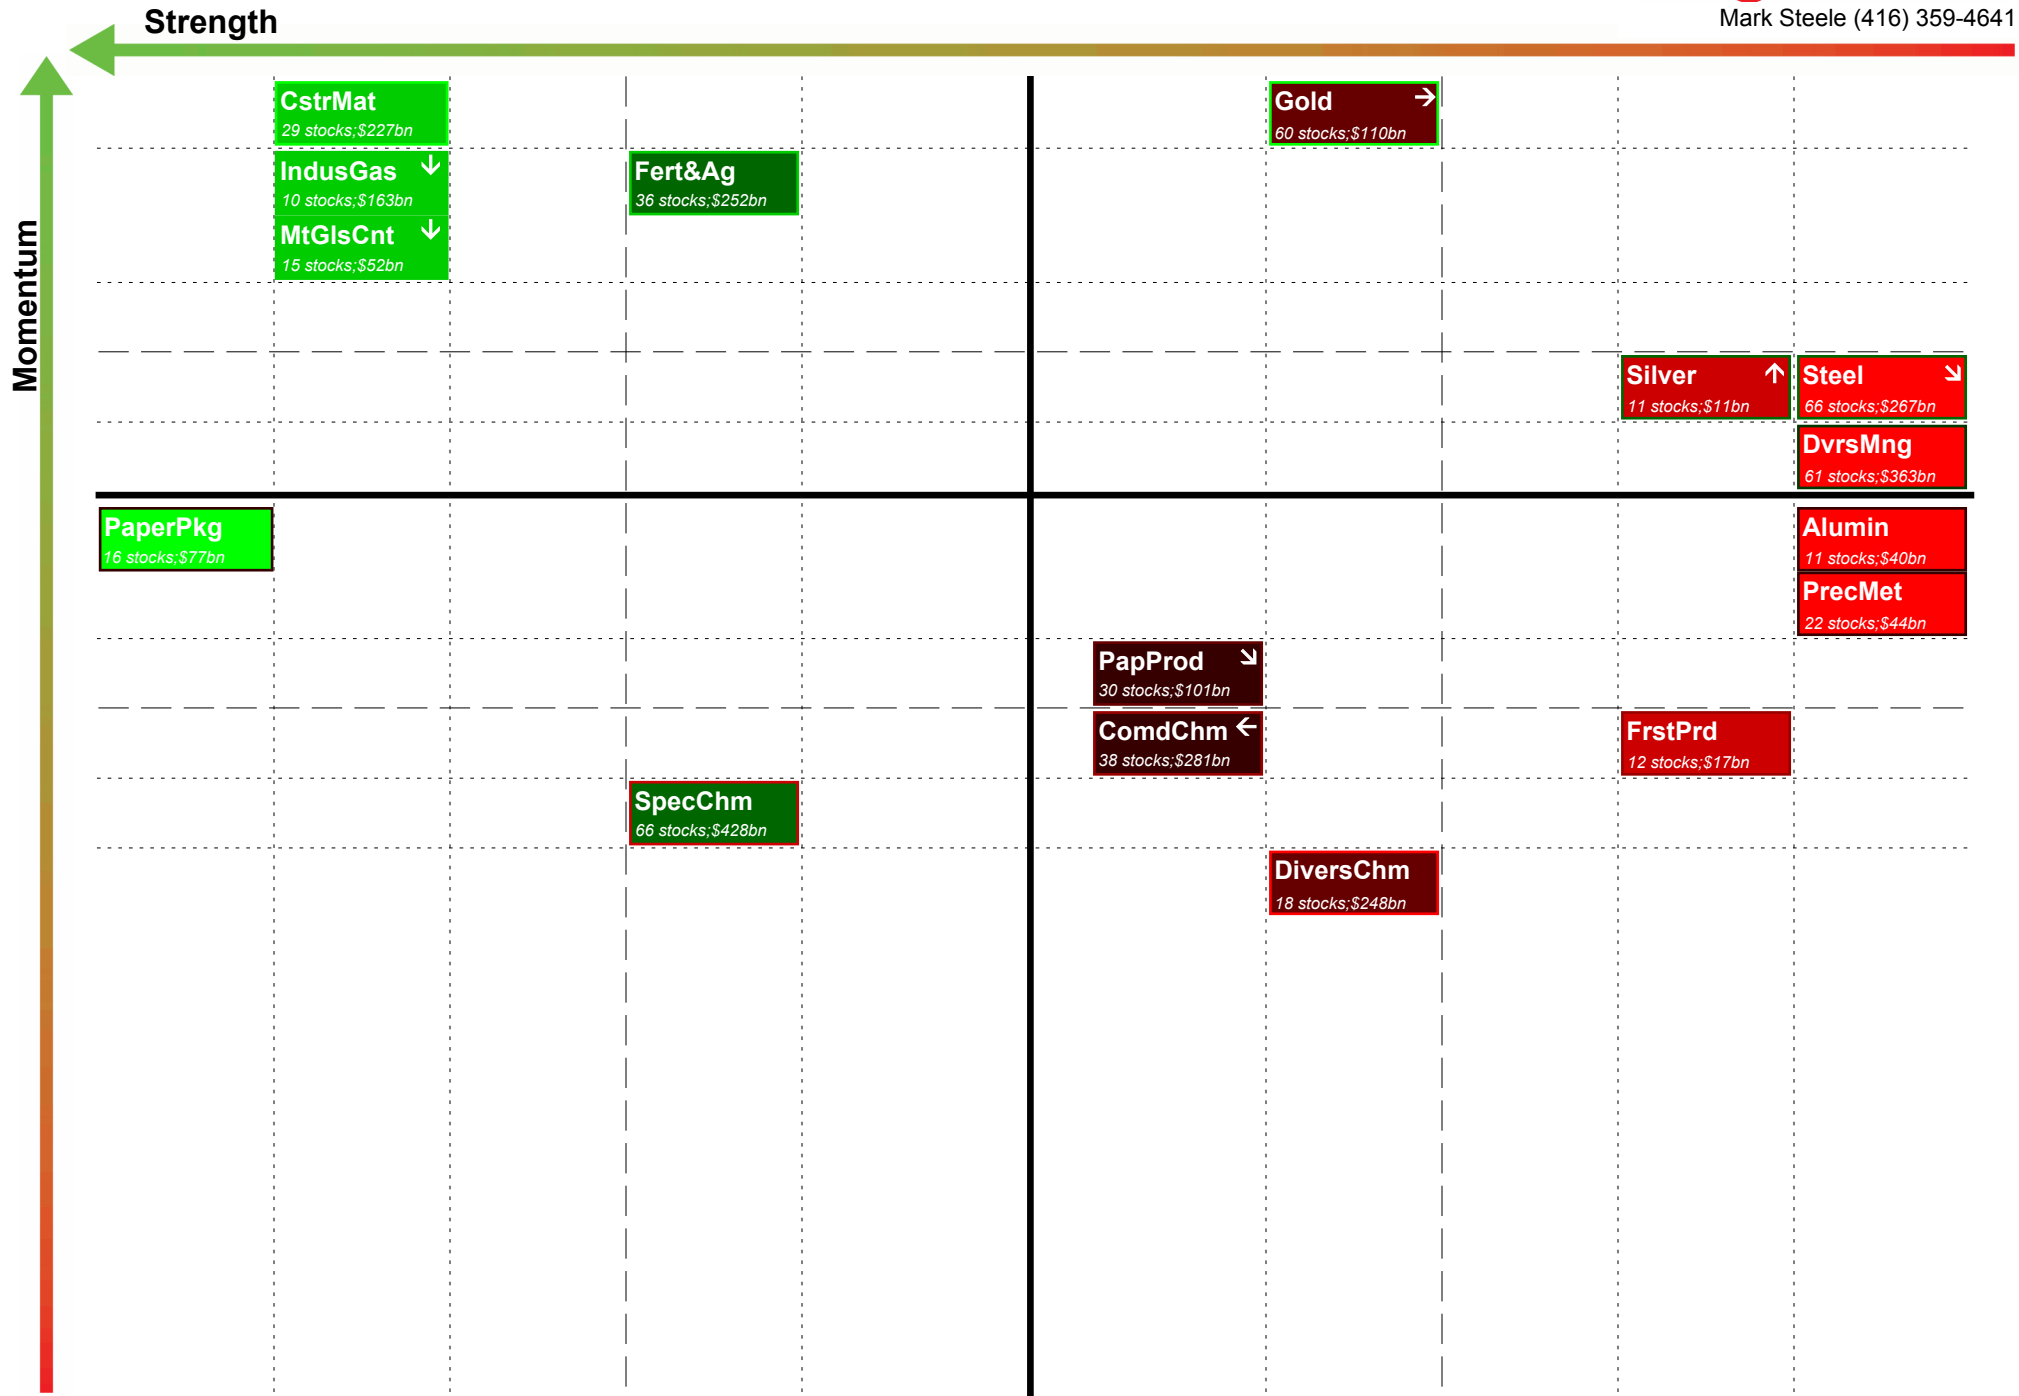 Strength
Mark Steele (416) 359-4641
Momentum
CstrMat
29 stocks;$227bn
Gold →
60 stocks;$110bn
IndusGas ↓
10 stocks;$163bn
Fert&Ag
36 stocks;$252bn
MtGlsCnt ↓
15 stocks;$52bn
Silver ↑
11 stocks;$11bn
Steel ↘
66 stocks;$267bn
DvrsMng
61 stocks;$363bn
PaperPkg
16 stocks;$77bn
Alumin
11 stocks;$40bn
PrecMet
22 stocks;$44bn
PapProd ↘
30 stocks;$101bn
ComdChm ←
38 stocks;$281bn
FrstPrd
12 stocks;$17bn
SpecChm
66 stocks;$428bn
DiversChm
18 stocks;$248bn